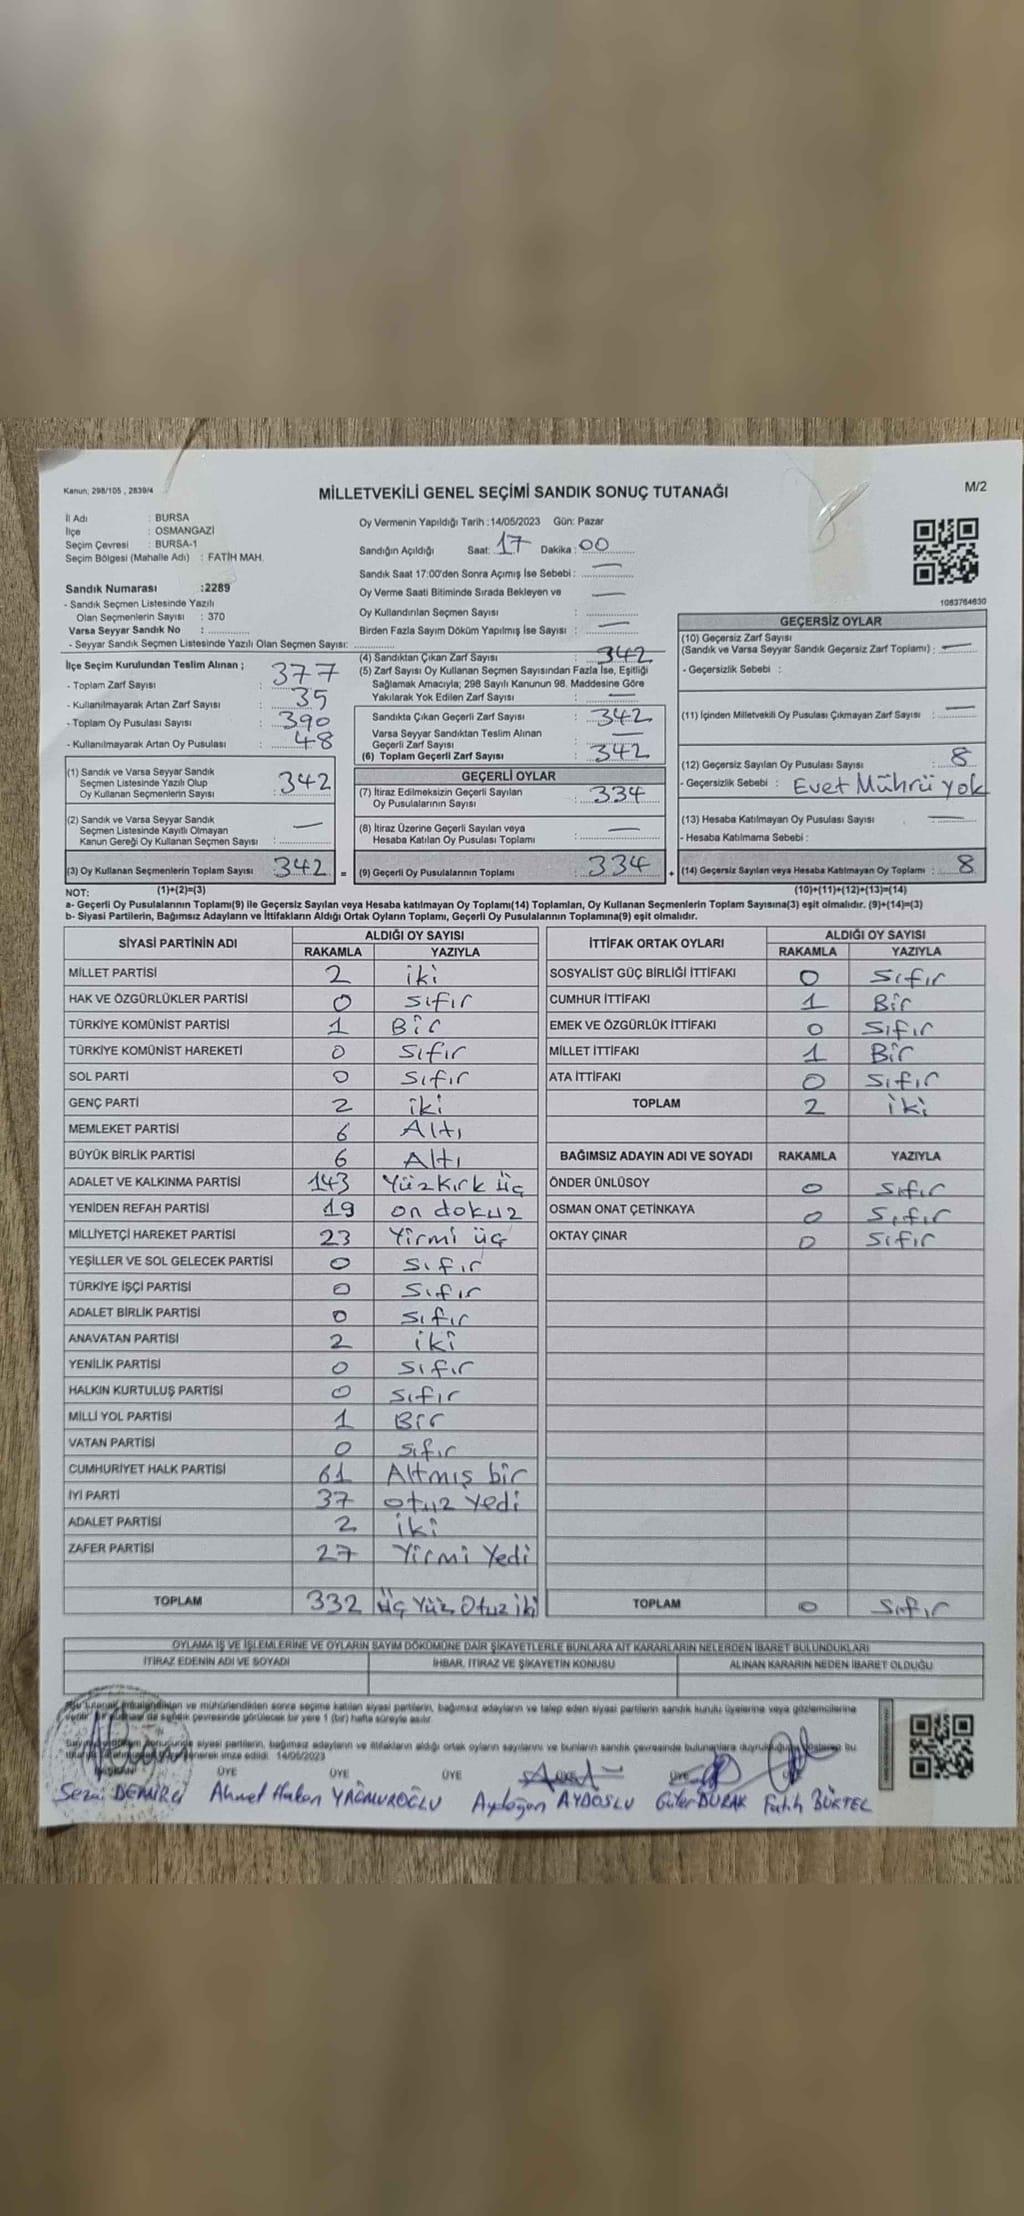 Kanun; 298/105 , 2839/4
MİLLETVEKİLİ GENEL SEÇİMİ SANDIK SONUÇ TUTANAĞI
M/2
İl Adı : BURSA
İlçe : OSMANGAZİ
Seçim Çevresi : BURSA-1
Seçim Bölgesi (Mahalle Adı) : FATİH MAH.
Sandık Numarası :2289
- Sandık Seçmen Listesinde Yazılı
Olan Seçmenlerin Sayısı : 370
Varsa Seyyar Sandık No :
- Seyyar Sandık Seçmen Listesinde Yazılı Olan Seçmen Sayısı:
Oy Vermenin Yapıldığı Tarih :14/05/2023 Gün: Pazar
Sandığın Açıldığı Saat: 17 Dakika : 00
Sandık Saat 17:00'den Sonra Açımış İse Sebebi : —
Oy Verme Saati Bitiminde Sırada Bekleyen ve —
Oy Kullandırılan Seçmen Sayısı :
Birden Fazla Sayım Döküm Yapılmış İse Sayısı : —
1083764630
İlçe Seçim Kurulundan Teslim Alınan ;
- Toplam Zarf Sayısı : 377
- Kullanılmayarak Artan Zarf Sayısı : 35
- Toplam Oy Pusulası Sayısı : 390
- Kullanılmayarak Artan Oy Pusulası : 48
(1) Sandık ve Varsa Seyyar Sandık
Seçmen Listesinde Yazılı Olup
Oy Kullanan Seçmenlerin Sayısı : 342
(2) Sandık ve Varsa Seyyar Sandık
Seçmen Listesinde Kayıtlı Olmayan
Kanun Gereği Oy Kullanan Seçmen Sayısı : —
(3) Oy Kullanan Seçmenlerin Toplam Sayısı : 342 =
(4) Sandıktan Çıkan Zarf Sayısı : 342
(5) Zarf Sayısı Oy Kullanan Seçmen Sayısından Fazla İse, Eşitliği
Sağlamak Amacıyla; 298 Sayılı Kanunun 98. Maddesine Göre
Yakılarak Yok Edilen Zarf Sayısı : —
Sandıkta Çıkan Geçerli Zarf Sayısı : 342
Varsa Seyyar Sandıktan Teslim Alınan
Geçerli Zarf Sayısı : —
(6) Toplam Geçerli Zarf Sayısı : 342
GEÇERLİ OYLAR
(7) İtiraz Edilmeksizin Geçerli Sayılan
Oy Pusulalarının Sayısı : 334
(8) İtiraz Üzerine Geçerli Sayılan veya
Hesaba Katılan Oy Pusulası Toplamı : —
(9) Geçerli Oy Pusulalarının Toplamı : 334 +
GEÇERSİZ OYLAR
(10) Geçersiz Zarf Sayısı
(Sandık ve Varsa Seyyar Sandık Geçersiz Zarf Toplamı) : —
- Geçersizlik Sebebi :
(11) İçinden Milletvekili Oy Pusulası Çıkmayan Zarf Sayısı : —
(12) Geçersiz Sayılan Oy Pusulası Sayısı : 8
- Geçersizlik Sebebi : Evet Mührü yok
(13) Hesaba Katılmayan Oy Pusulası Sayısı : —
- Hesaba Katılmama Sebebi :
(14) Geçersiz Sayılan veya Hesaba Katılmayan Oy Toplamı : 8
NOT: (1)+(2)=(3) (10)+(11)+(12)+(13)=(14)
a- Geçerli Oy Pusulalarının Toplamı(9) ile Geçersiz Sayılan veya Hesaba katılmayan Oy Toplamı(14) Toplamları, Oy Kullanan Seçmenlerin Toplam Sayısına(3) eşit olmalıdır. (9)+(14)=(3)
b- Siyasi Partilerin, Bağımsız Adayların ve İttifakların Aldığı Ortak Oyların Toplamı, Geçerli Oy Pusulalarının Toplamına(9) eşit olmalıdır.
SİYASİ PARTİNİN ADI
ALDIĞI OY SAYISI
RAKAMLA YAZIYLA
MİLLET PARTİSİ 2 iki
HAK VE ÖZGÜRLÜKLER PARTİSİ 0 Sıfır
TÜRKİYE KOMÜNİST PARTİSİ 1 Bir
TÜRKİYE KOMÜNİST HAREKETİ 0 Sıfır
SOL PARTİ 0 Sıfır
GENÇ PARTİ 2 iki
MEMLEKET PARTİSİ 6 Altı
BÜYÜK BİRLİK PARTİSİ 6 Altı
ADALET VE KALKINMA PARTİSİ 143 Yüzkırk üç
YENİDEN REFAH PARTİSİ 19 on dokuz
MİLLİYETÇİ HAREKET PARTİSİ 23 Yirmi üç
YEŞİLLER VE SOL GELECEK PARTİSİ 0 Sıfır
TÜRKİYE İŞÇİ PARTİSİ 0 Sıfır
ADALET BİRLİK PARTİSİ 0 Sıfır
ANAVATAN PARTİSİ 2 iki
YENİLİK PARTİSİ 0 Sıfır
HALKIN KURTULUŞ PARTİSİ 0 Sıfır
MİLLİ YOL PARTİSİ 1 Bir
VATAN PARTİSİ 0 Sıfır
CUMHURİYET HALK PARTİSİ 61 Altmış bir
İYİ PARTİ 37 otuz yedi
ADALET PARTİSİ 2 iki
ZAFER PARTİSİ 27 Yirmi Yedi
TOPLAM 332 üç Yüz Otuz iki
İTTİFAK ORTAK OYLARI
ALDIĞI OY SAYISI
RAKAMLA YAZIYLA
SOSYALİST GÜÇ BİRLİĞİ İTTİFAKI 0 Sıfır
CUMHUR İTTİFAKI 1 Bir
EMEK VE ÖZGÜRLÜK İTTİFAKI 0 Sıfır
MİLLET İTTİFAKI 1 Bir
ATA İTTİFAKI 0 Sıfır
TOPLAM 2 iki
BAĞIMSIZ ADAYIN ADI VE SOYADI RAKAMLA YAZIYLA
ÖNDER ÜNLÜSOY 0 Sıfır
OSMAN ONAT ÇETİNKAYA 0 Sıfır
OKTAY ÇINAR 0 Sıfır
TOPLAM 0 Sıfır
OYLAMA İŞ VE İŞLEMLERİNE VE OYLARIN SAYIM DÖKÜMÜNE DAİR ŞİKAYETLERLE BUNLARA AİT KARARLARIN NELERDEN İBARET BULUNDUKLARI
İTİRAZ EDENİN ADI VE SOYADI
İHBAR, İTİRAZ VE ŞİKAYETİN KONUSU
ALINAN KARARIN NEDEN İBARET OLDUĞU
ve mühürlendikten sonra seçime katılan siyasi partilerin, bağımsız adayların ve talep eden siyasi partilerin sandık kurulu üyelerine veya gözlemcilerine
sandık çevresinde görülecek bir yere 1 (bir) hafta süreyle asılır.
siyasi partilerin, bağımsız adayların ve ittifakların aldığı ortak oyların sayılarını ve bunların sandık çevresinde bulunanlara bu
imza edildi. 14/05/2023
BAŞKAN ÜYE ÜYE ÜYE ÜYE
Sezai DEMİRCİ Ahmet Hakan YAĞMUROĞLU Aydoğan AYDOSLU Güler DURAK Fatih BÜKTEL